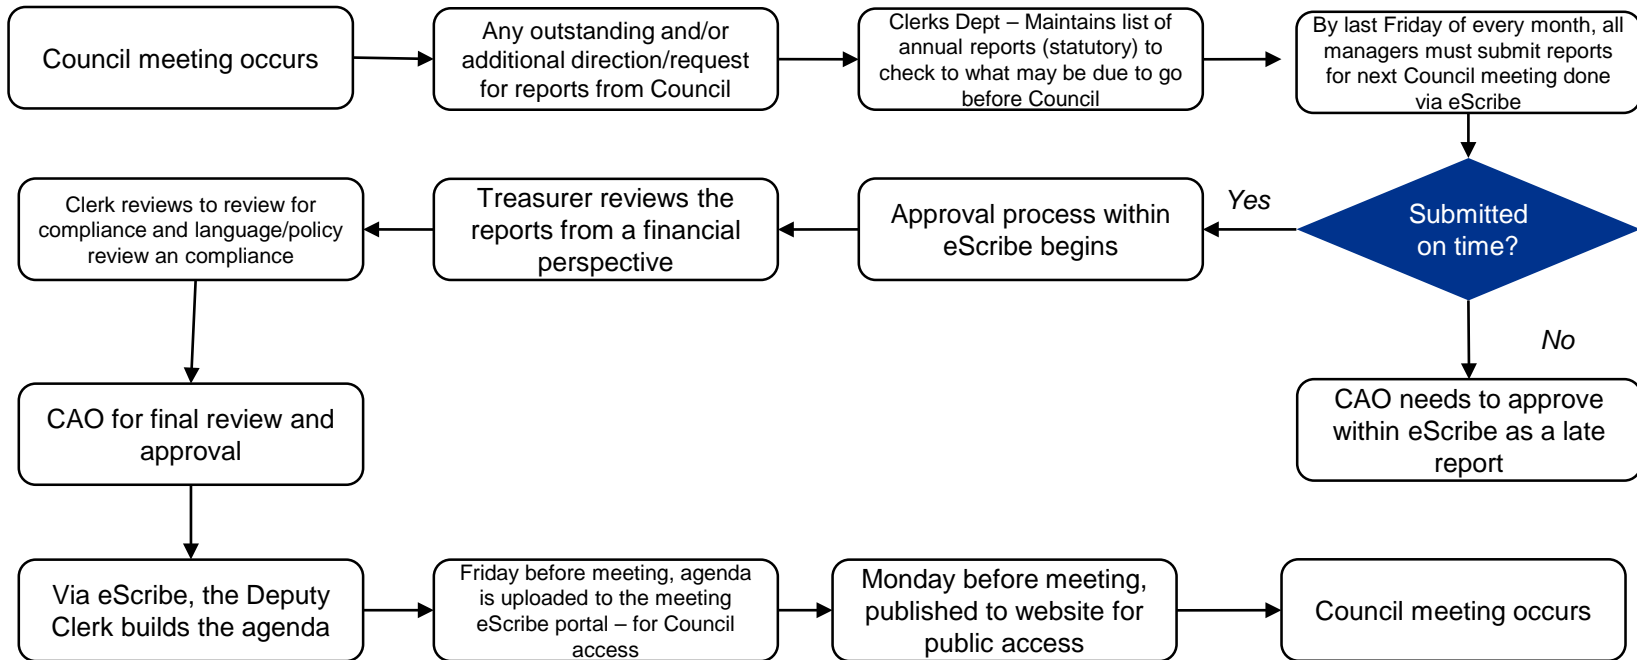 Council meeting occurs
Any outstanding and/or
additional direction/request
for reports from Council
Clerks Dept – Maintains list of
annual reports (statutory) to
check to what may be due to go
before Council
By last Friday of every month, all
managers must submit reports
for next Council meeting done
via eScribe
Submitted
on time?
Yes
No
Approval process within
eScribe begins
Treasurer reviews the
reports from a financial
perspective
Clerk reviews to review for
compliance and language/policy
review an compliance
CAO needs to approve
within eScribe as a late
report
CAO for final review and
approval
Via eScribe, the Deputy
Clerk builds the agenda
Friday before meeting, agenda
is uploaded to the meeting
eScribe portal – for Council
access
Monday before meeting,
published to website for
public access
Council meeting occurs